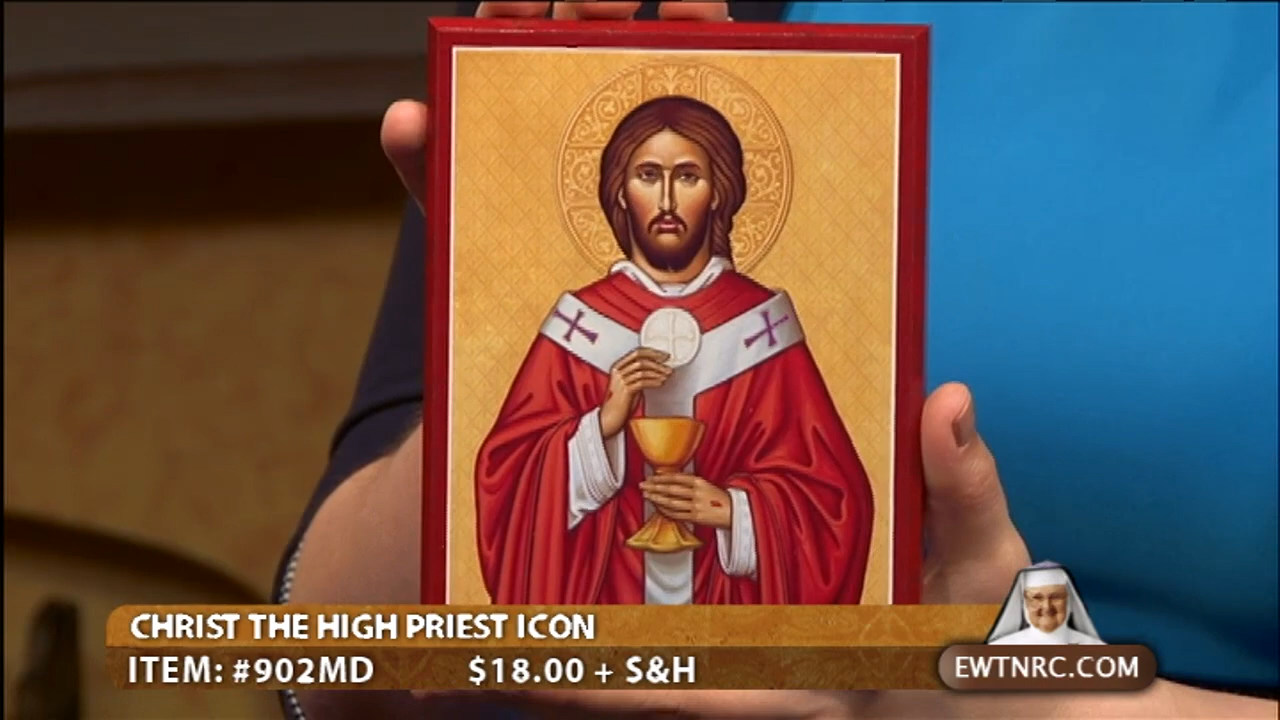 CHRIST THE HIGH PRIEST ICON
ITEM: #902MD $18.00 + S&H
EWTNRC.COM